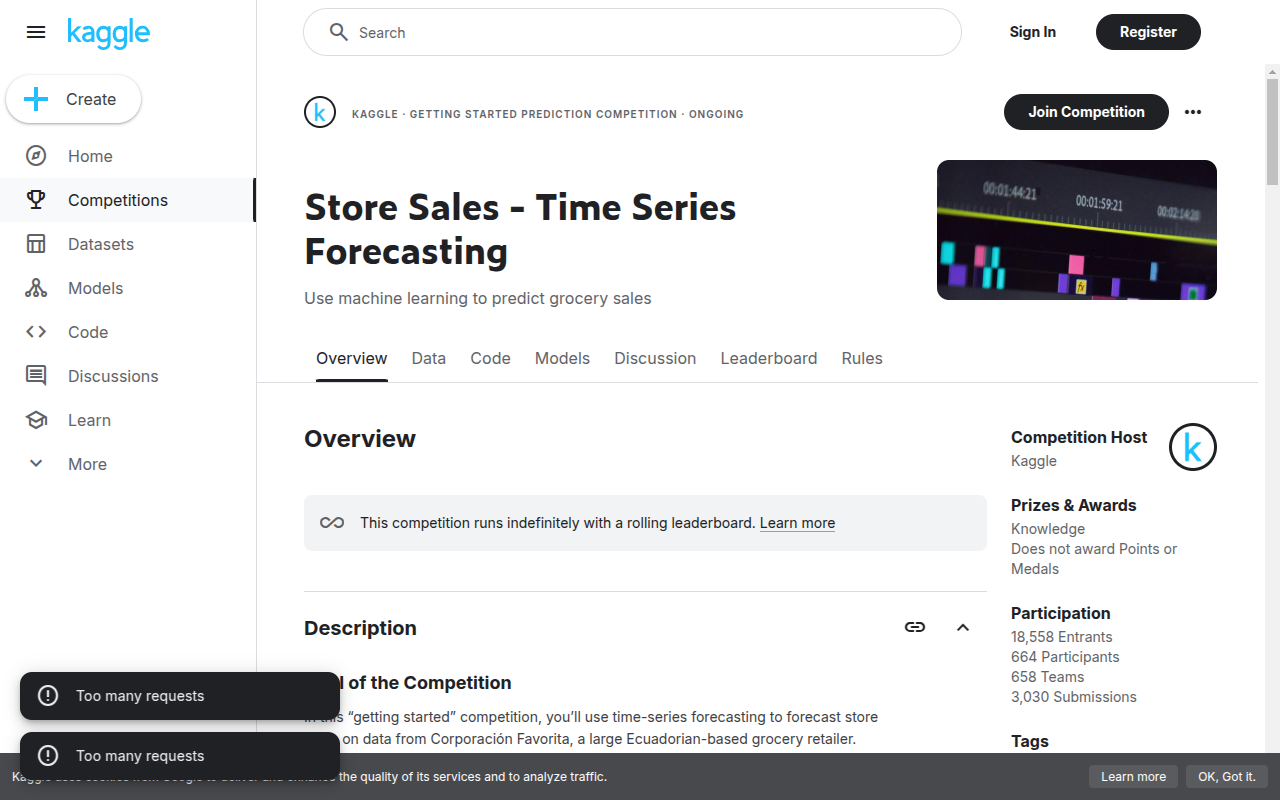 kaggle
Search
Sign In
Register
Create
Home
Competitions
Datasets
Models
Code
Discussions
Learn
More
KAGGLE · GETTING STARTED PREDICTION COMPETITION · ONGOING
Join Competition
Store Sales - Time Series
Forecasting
Use machine learning to predict grocery sales
00:01:44:21
00:01:59:21
00:02:14:20
fx
Overview
Data
Code
Models
Discussion
Leaderboard
Rules
Overview
This competition runs indefinitely with a rolling leaderboard. Learn more
Description
of the Competition
In this “getting started” competition, you’ll use time-series forecasting to forecast store
on data from Corporación Favorita, a large Ecuadorian-based grocery retailer.
Competition Host
Kaggle
Prizes & Awards
Knowledge
Does not award Points or
Medals
Participation
18,558 Entrants
664 Participants
658 Teams
3,030 Submissions
Tags
Too many requests
Too many requests
the quality of its services and to analyze traffic.
Learn more
OK, Got it.